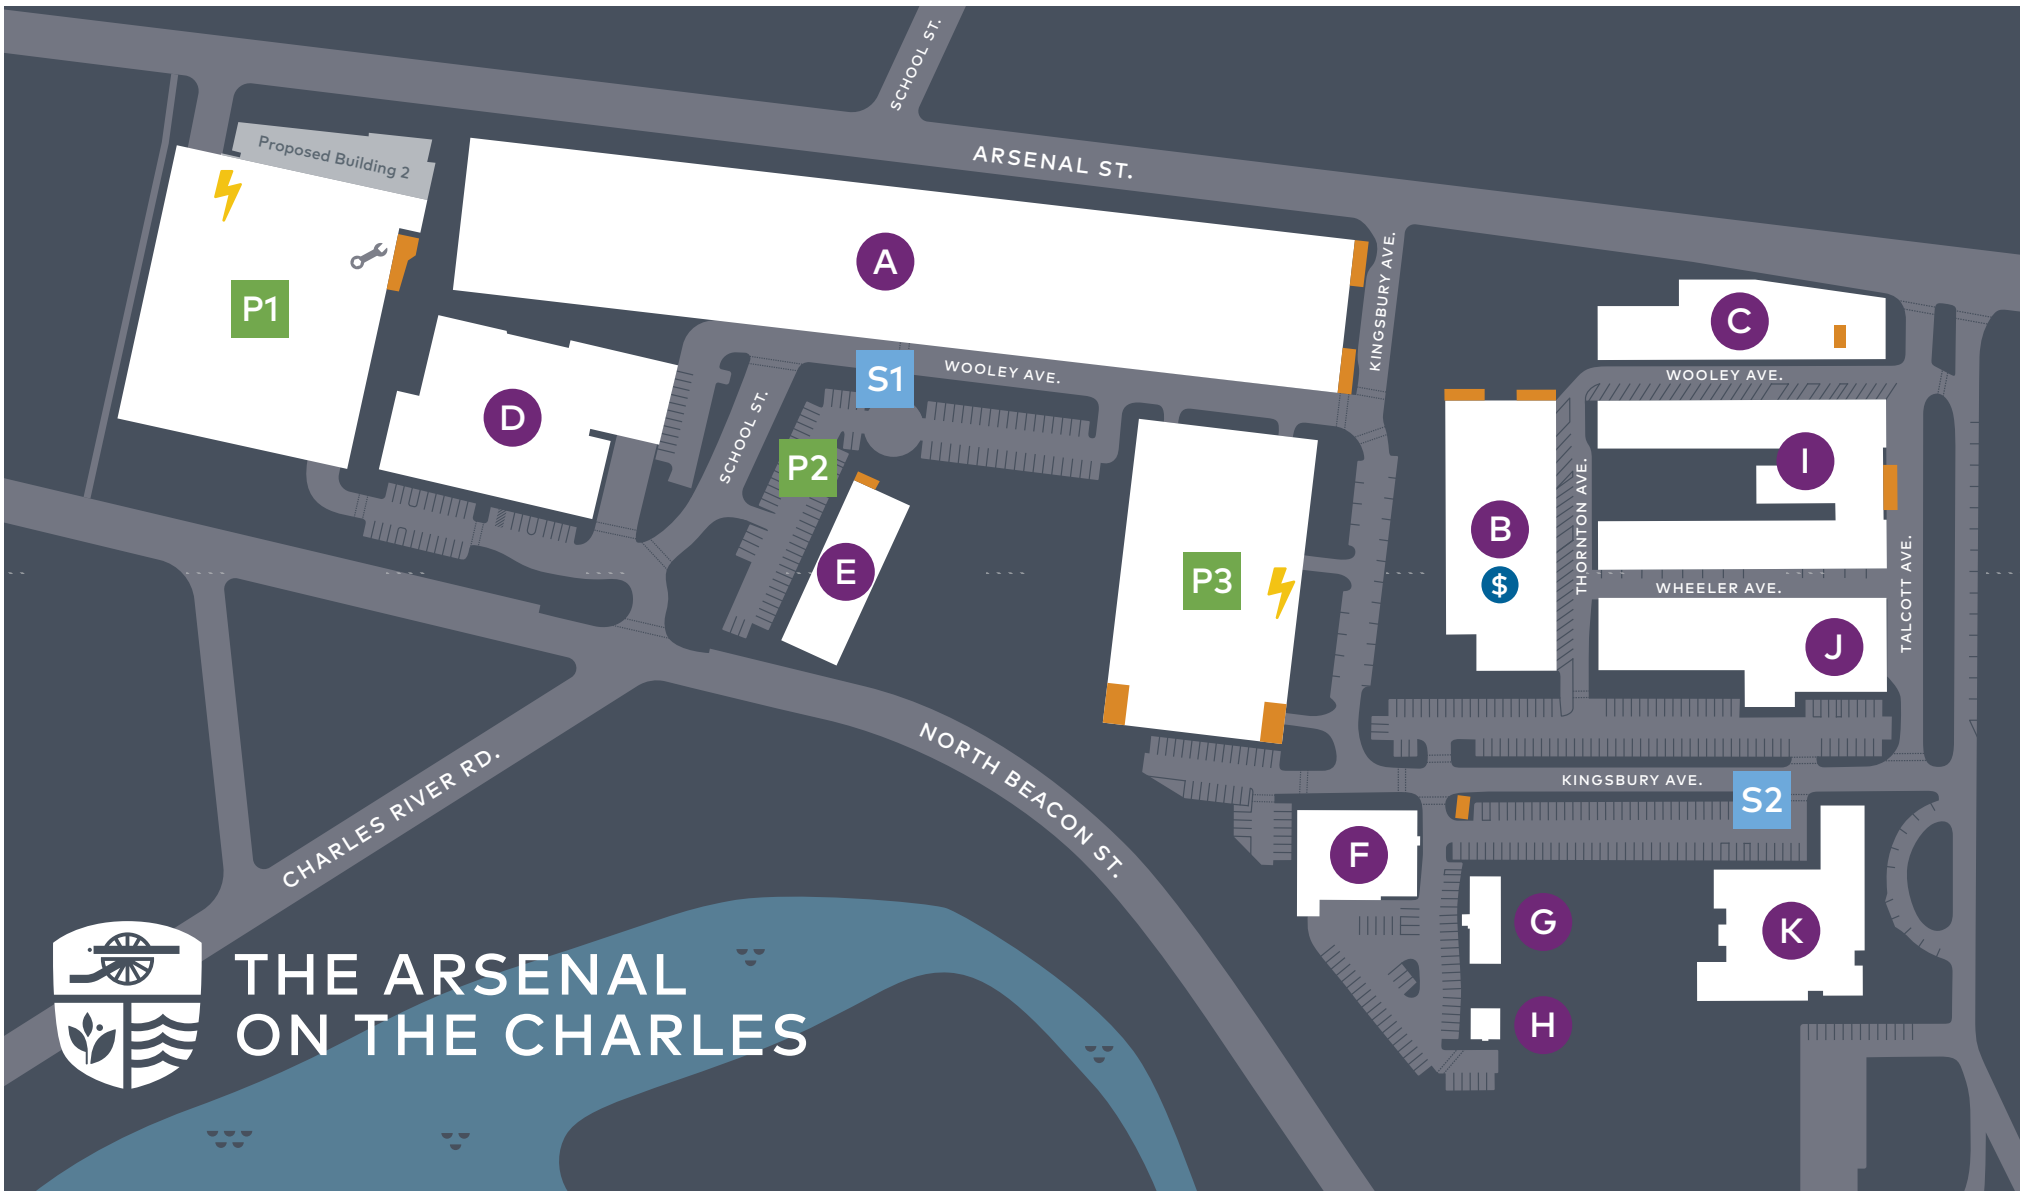 SCHOOL ST.
Proposed Building 2
ARSENAL ST.
A
KINGSBURY AVE.
P1
C
S1
WOOLEY AVE.
WOOLEY AVE.
D
SCHOOL ST.
P2
I
THORNTON AVE.
B
E
P3
$
WHEELER AVE.
TALCOTT AVE.
J
NORTH BEACON ST.
CHARLES RIVER RD.
KINGSBURY AVE.
S2
F
G
K
H
THE ARSENAL
ON THE CHARLES